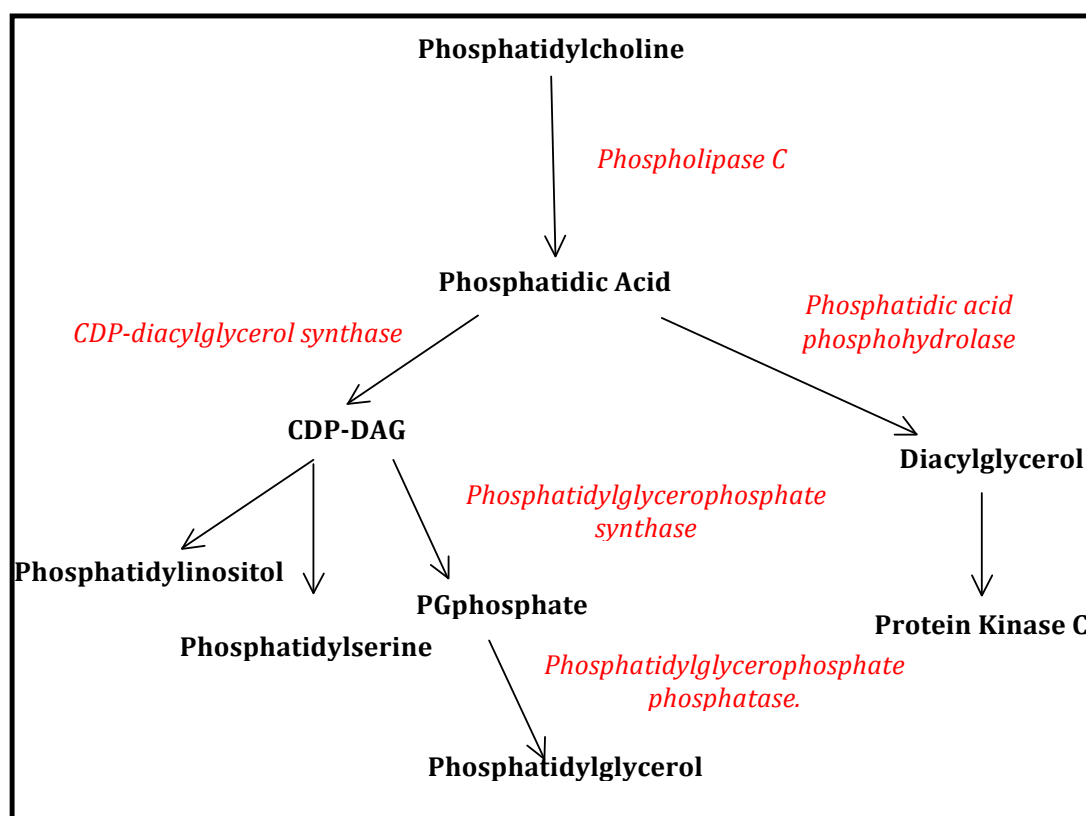 Phosphatidylcholine
Phospholipase C
Phosphatidic Acid
Phosphatidic acid
phosphohydrolase
CDP-diacylglycerol synthase
CDP-DAG
Diacylglycerol
Phosphatidylglycerophosphate
synthase
Phosphatidylinositol
PGphosphate
Protein Kinase C
Phosphatidylserine
Phosphatidylglycerophosphate
phosphatase.
Phosphatidylglycerol